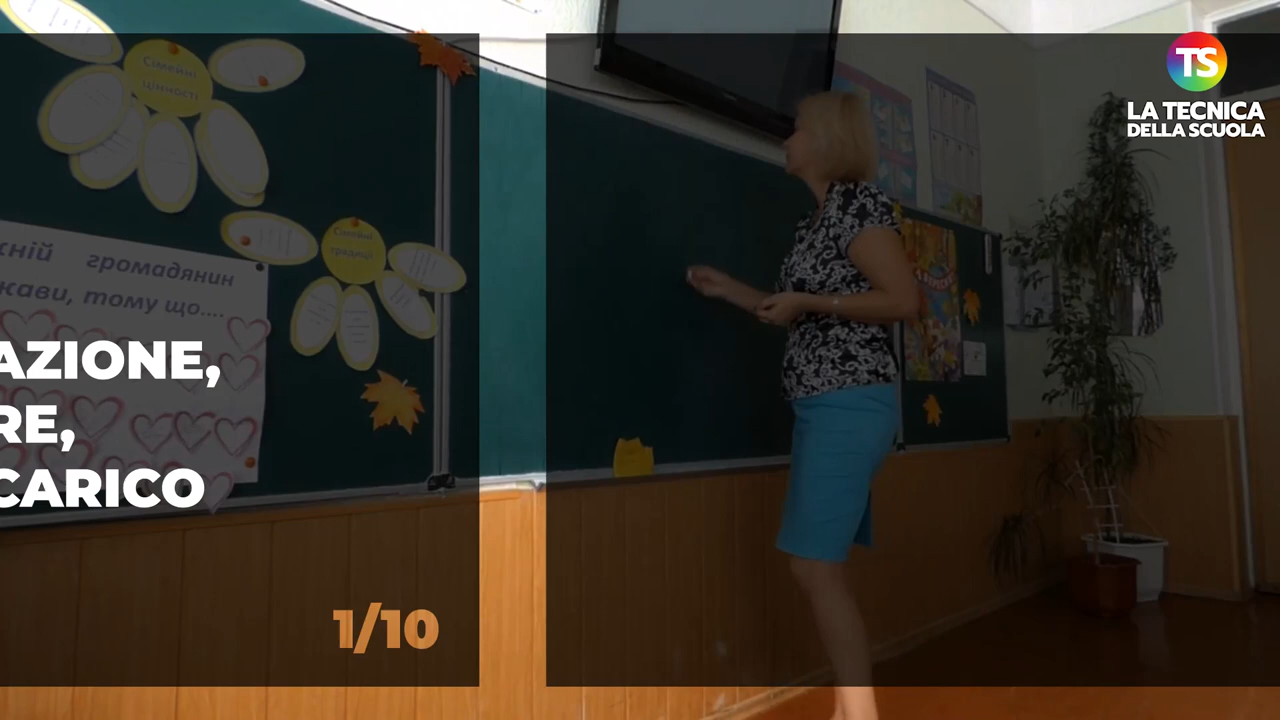 Сімейні
цінності
Сімейні
традиції
жній громадянин
жави, тому що....
AZIONE,
RE,
CARICO
1/10
TS
LA TECNICA
DELLA SCUOLA